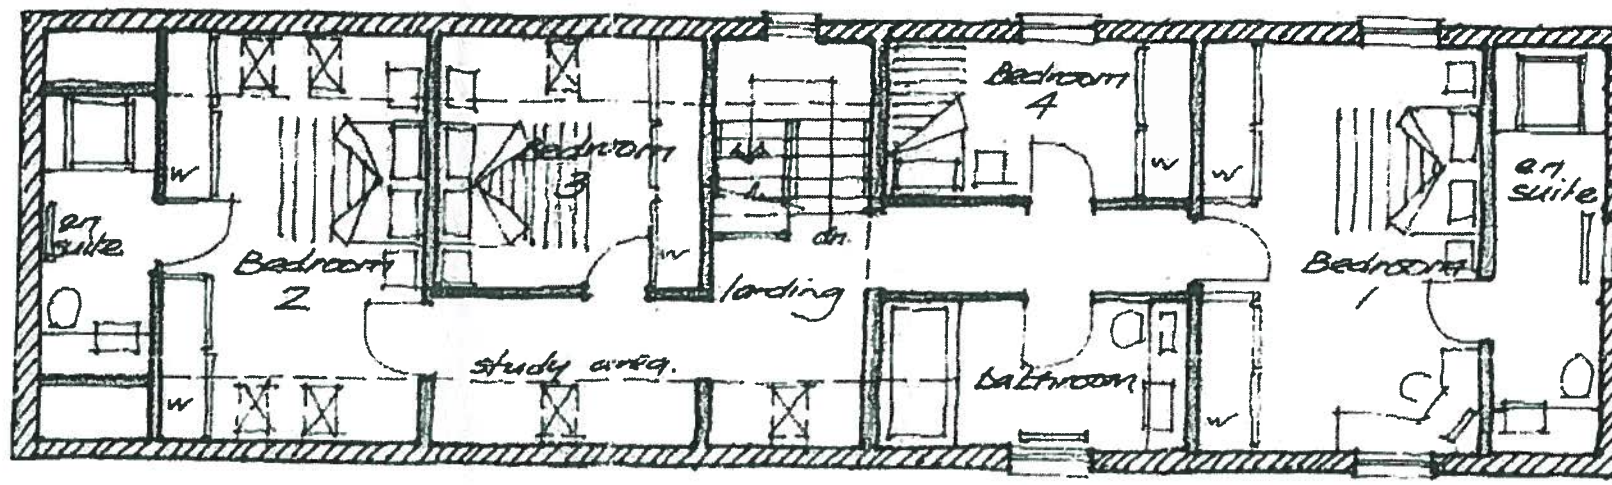 en
suite
w
w
Bedroom
2
Bedroom
3
w
dn.
landing
study area.
Bedroom
4
w
bathroom
w
w
Bedroom
1
en
suite